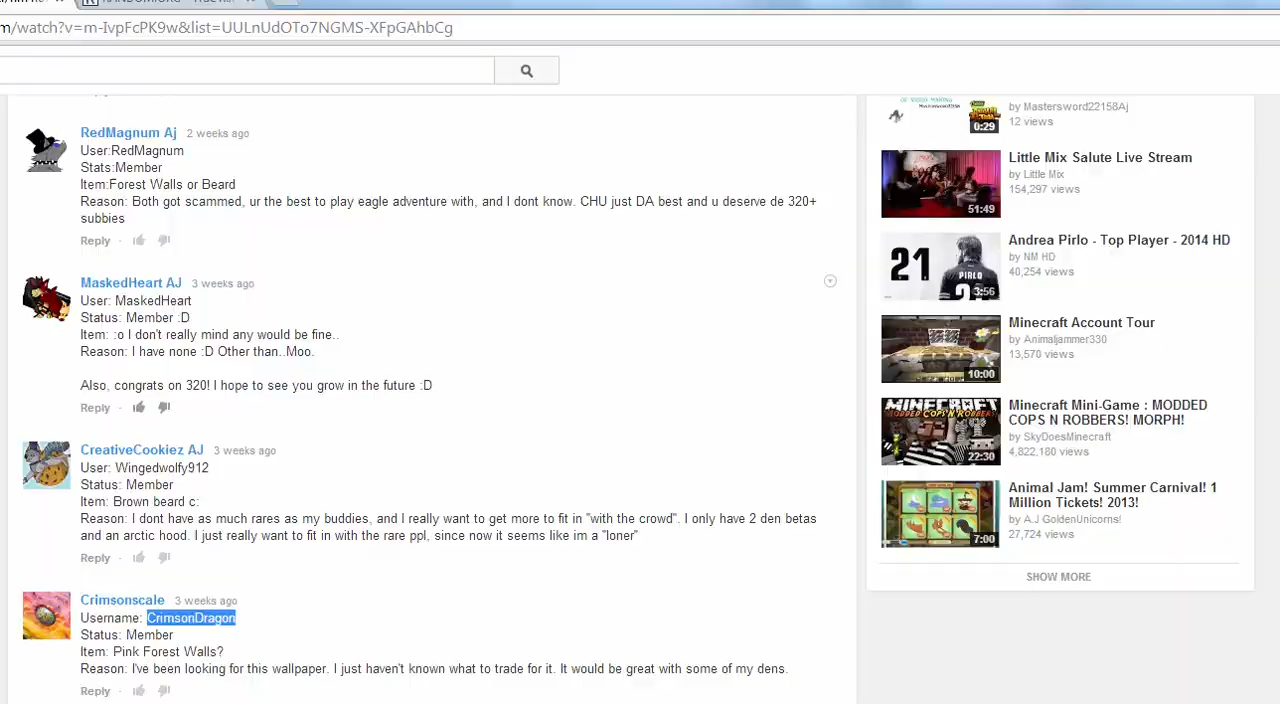 m/watch?v=m-IvpFcPK9w&list=UULnUdOTo7NGMS-XFpGAhbCg
RedMagnum Aj 2 weeks ago
User:RedMagnum
Stats:Member
Item:Forest Walls or Beard
Reason: Both got scammed, ur the best to play eagle adventure with, and I dont know. CHU just DA best and u deserve de 320+
subbies
Reply
MaskedHeart AJ 3 weeks ago
User: MaskedHeart
Status: Member :D
Item: :o I don't really mind any would be fine..
Reason: I have none :D Other than..Moo.
Also, congrats on 320! I hope to see you grow in the future :D
Reply
CreativeCookiez AJ 3 weeks ago
User: Wingedwolfy912
Status: Member
Item: Brown beard c:
Reason: I dont have as much rares as my buddies, and I really want to get more to fit in "with the crowd". I only have 2 den betas
and an arctic hood. I just really want to fit in with the rare ppl, since now it seems like im a "loner"
Reply
Crimsonscale 3 weeks ago
Username: CrimsonDragon
Status: Member
Item: Pink Forest Walls?
Reason: I've been looking for this wallpaper. I just haven't known what to trade for it. It would be great with some of my dens.
Reply
by Mastersword22158Aj
12 views
0:29
Little Mix Salute Live Stream
by Little Mix
154,297 views
51:49
Andrea Pirlo - Top Player - 2014 HD
by NM HD
40,254 views
21
PIRLO
3:56
Minecraft Account Tour
by Animaljammer330
13,570 views
10:00
Minecraft Mini-Game : MODDED
COPS N ROBBERS! MORPH!
by SkyDoesMinecraft
4,822,180 views
MINECRAFT
MODDED COPS N ROBBERS!
22:30
Animal Jam! Summer Carnival! 1
Million Tickets! 2013!
by A.J GoldenUnicorns!
27,724 views
7:00
SHOW MORE